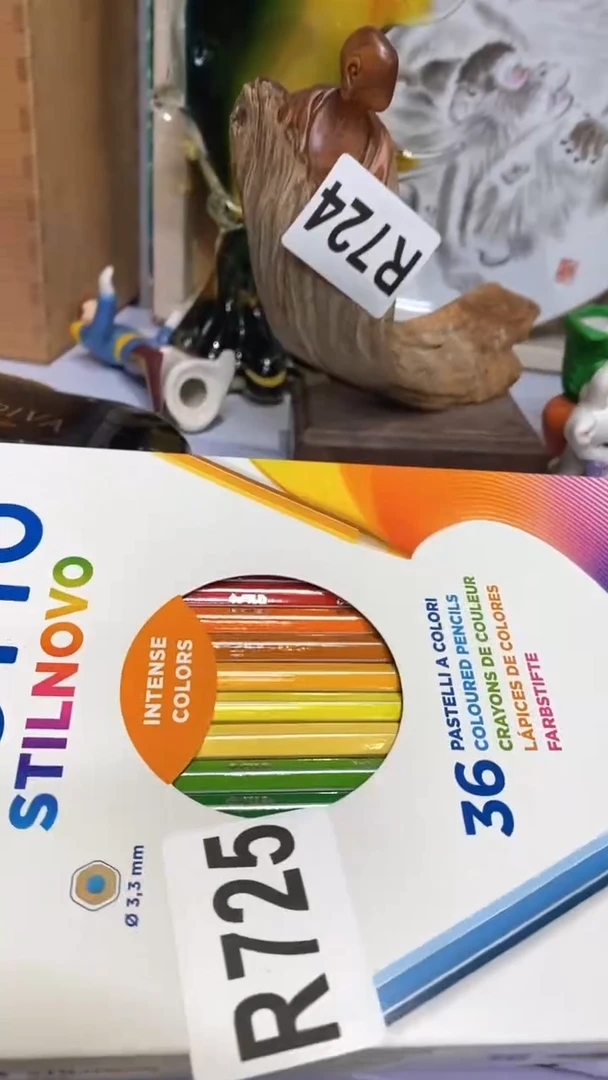 R724
STILNOVO
INTENSE
COLORS
36
PASTELLI A COLORI
COLOURED PENCILS
CRAYONS DE COULEUR
LÁPICES DE COLORES
FARBSTIFTE
Ø 3,3 mm
R725